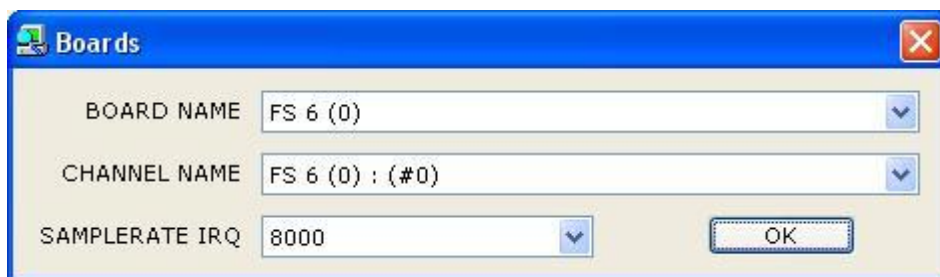 Boards
BOARD NAME FS 6 (0)
CHANNEL NAME FS 6 (0) : (#0)
SAMPLERATE IRQ 8000 OK